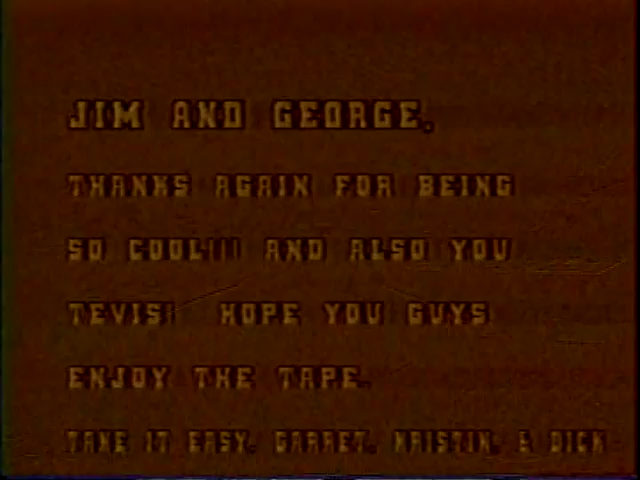 JIM AND GEORGE,
THANKS AGAIN FOR BEING
SO COOL!!! AND ALSO YOU
TEVIS! HOPE YOU GUYS
ENJOY THE TAPE.
TAKE IT EASY. GARRET, KRISTIN, & DICK